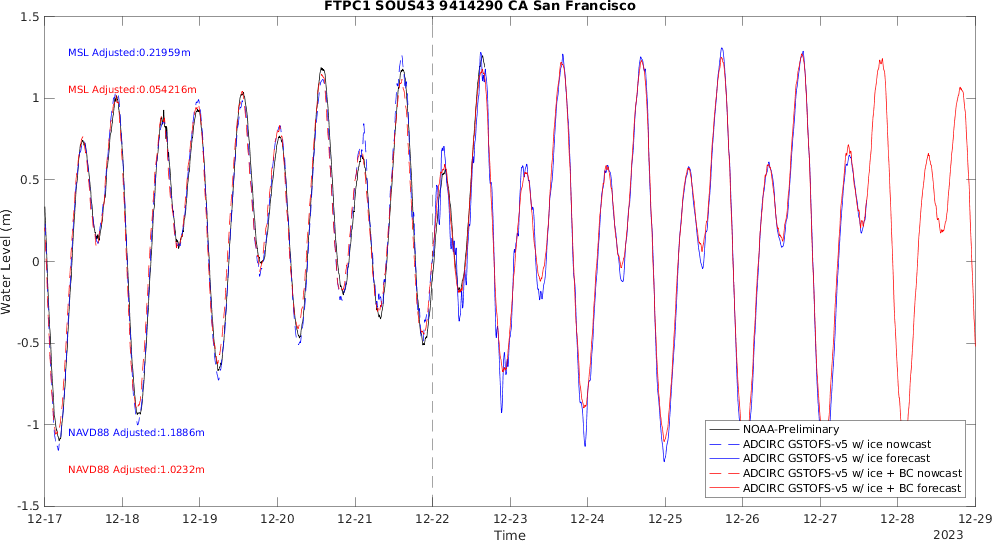 FTPC1 SOUS43 9414290 CA San Francisco
1.5
MSL Adjusted:0.21959m
MSL Adjusted:0.054216m
1
0.5
Water Level (m)
0
-0.5
-1
NAVD88 Adjusted:1.1886m
NAVD88 Adjusted:1.0232m
-1.5
NOAA-Preliminary
ADCIRC GSTOFS-v5 w/ ice nowcast
ADCIRC GSTOFS-v5 w/ ice forecast
ADCIRC GSTOFS-v5 w/ ice + BC nowcast
ADCIRC GSTOFS-v5 w/ ice + BC forecast
12-17 12-18 12-19 12-20 12-21 12-22 12-23 12-24 12-25 12-26 12-27 12-28 12-29
Time
2023